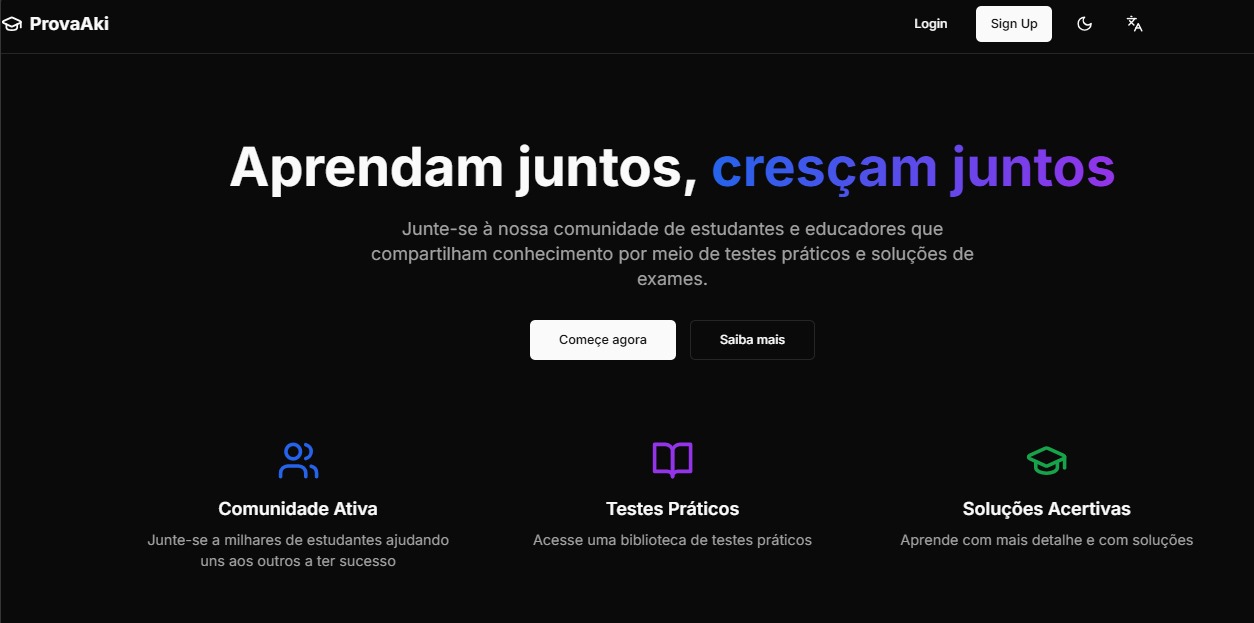 ProvaAki
Login
Sign Up
Aprendam juntos, cresçam juntos
Junte-se à nossa comunidade de estudantes e educadores que
compartilham conhecimento por meio de testes práticos e soluções de
exames.
Começe agora
Saiba mais
Comunidade Ativa
Junte-se a milhares de estudantes ajudando
uns aos outros a ter sucesso
Testes Práticos
Acesse uma biblioteca de testes práticos
Soluções Acertivas
Aprende com mais detalhe e com soluções